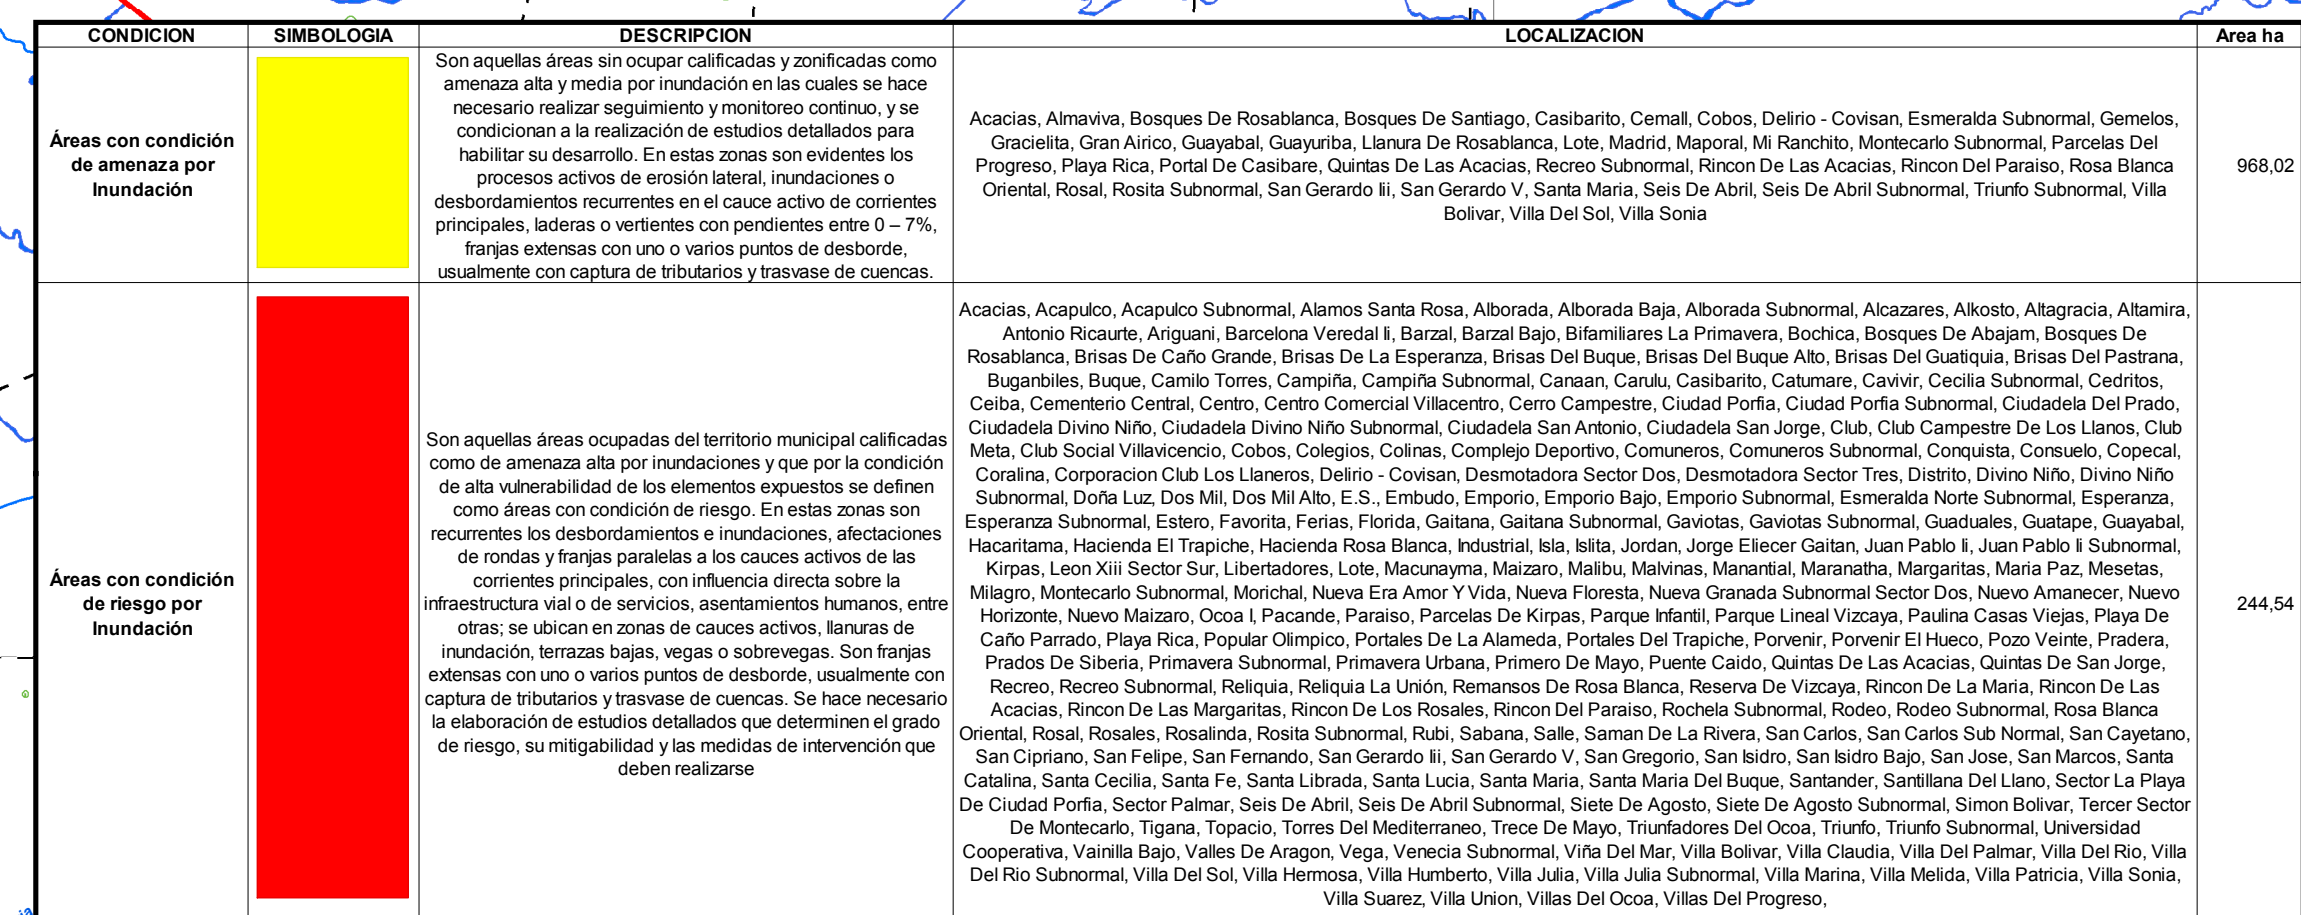 CONDICION SIMBOLOGIA DESCRIPCION LOCALIZACION Area ha
Áreas con condición
de amenaza por
Inundación
Son aquellas áreas sin ocupar calificadas y zonificadas como
amenaza alta y media por inundación en las cuales se hace
necesario realizar seguimiento y monitoreo continuo, y se
condicionan a la realización de estudios detallados para
habilitar su desarrollo. En estas zonas son evidentes los
procesos activos de erosión lateral, inundaciones o
desbordamientos recurrentes en el cauce activo de corrientes
principales, laderas o vertientes con pendientes entre 0 – 7%,
franjas extensas con uno o varios puntos de desborde,
usualmente con captura de tributarios y trasvase de cuencas.
Acacias, Almaviva, Bosques De Rosablanca, Bosques De Santiago, Casibarito, Cemall, Cobos, Delirio - Covisan, Esmeralda Subnormal, Gemelos,
Gracielita, Gran Airico, Guayabal, Guayuriba, Llanura De Rosablanca, Lote, Madrid, Maporal, Mi Ranchito, Montecarlo Subnormal, Parcelas Del
Progreso, Playa Rica, Portal De Casibare, Quintas De Las Acacias, Recreo Subnormal, Rincon De Las Acacias, Rincon Del Paraiso, Rosa Blanca
Oriental, Rosal, Rosita Subnormal, San Gerardo Iii, San Gerardo V, Santa Maria, Seis De Abril, Seis De Abril Subnormal, Triunfo Subnormal, Villa
Bolivar, Villa Del Sol, Villa Sonia
968,02
Áreas con condición
de riesgo por
Inundación
Son aquellas áreas ocupadas del territorio municipal calificadas
como de amenaza alta por inundaciones y que por la condición
de alta vulnerabilidad de los elementos expuestos se definen
como áreas con condición de riesgo. En estas zonas son
recurrentes los desbordamientos e inundaciones, afectaciones
de rondas y franjas paralelas a los cauces activos de las
corrientes principales, con influencia directa sobre la
infraestructura vial o de servicios, asentamientos humanos, entre
otras; se ubican en zonas de cauces activos, llanuras de
inundación, terrazas bajas, vegas o sobrevegas. Son franjas
extensas con uno o varios puntos de desborde, usualmente con
captura de tributarios y trasvase de cuencas. Se hace necesario
la elaboración de estudios detallados que determinen el grado
de riesgo, su mitigabilidad y las medidas de intervención que
deben realizarse
Acacias, Acapulco, Acapulco Subnormal, Alamos Santa Rosa, Alborada, Alborada Baja, Alborada Subnormal, Alcazares, Alkosto, Altagracia, Altamira,
Antonio Ricaurte, Ariguani, Barcelona Veredal Ii, Barzal, Barzal Bajo, Bifamiliares La Primavera, Bochica, Bosques De Abajam, Bosques De
Rosablanca, Brisas De Caño Grande, Brisas De La Esperanza, Brisas Del Buque, Brisas Del Buque Alto, Brisas Del Guatiquia, Brisas Del Pastrana,
Buganbiles, Buque, Camilo Torres, Campiña, Campiña Subnormal, Canaan, Carulu, Casibarito, Catumare, Cavivir, Cecilia Subnormal, Cedritos,
Ceiba, Cementerio Central, Centro, Centro Comercial Villacentro, Cerro Campestre, Ciudad Porfia, Ciudad Porfia Subnormal, Ciudadela Del Prado,
Ciudadela Divino Niño, Ciudadela Divino Niño Subnormal, Ciudadela San Antonio, Ciudadela San Jorge, Club, Club Campestre De Los Llanos, Club
Meta, Club Social Villavicencio, Cobos, Colegios, Colinas, Complejo Deportivo, Comuneros, Comuneros Subnormal, Conquista, Consuelo, Copecal,
Coralina, Corporacion Club Los Llaneros, Delirio - Covisan, Desmotadora Sector Dos, Desmotadora Sector Tres, Distrito, Divino Niño, Divino Niño
Subnormal, Doña Luz, Dos Mil, Dos Mil Alto, E.S., Embudo, Emporio, Emporio Bajo, Emporio Subnormal, Esmeralda Norte Subnormal, Esperanza,
Esperanza Subnormal, Estero, Favorita, Ferias, Florida, Gaitana, Gaitana Subnormal, Gaviotas, Gaviotas Subnormal, Guaduales, Guatape, Guayabal,
Hacaritama, Hacienda El Trapiche, Hacienda Rosa Blanca, Industrial, Isla, Islita, Jordan, Jorge Eliecer Gaitan, Juan Pablo Ii, Juan Pablo Ii Subnormal,
Kirpas, Leon Xiii Sector Sur, Libertadores, Lote, Macunayma, Maizaro, Malibu, Malvinas, Manantial, Maranatha, Margaritas, Maria Paz, Mesetas,
Milagro, Montecarlo Subnormal, Morichal, Nueva Era Amor Y Vida, Nueva Floresta, Nueva Granada Subnormal Sector Dos, Nuevo Amanecer, Nuevo
Horizonte, Nuevo Maizaro, Ocoa I, Pacande, Paraiso, Parcelas De Kirpas, Parque Infantil, Parque Lineal Vizcaya, Paulina Casas Viejas, Playa De
Caño Parrado, Playa Rica, Popular Olimpico, Portales De La Alameda, Portales Del Trapiche, Porvenir, Porvenir El Hueco, Pozo Veinte, Pradera,
Prados De Siberia, Primavera Subnormal, Primavera Urbana, Primero De Mayo, Puente Caido, Quintas De Las Acacias, Quintas De San Jorge,
Recreo, Recreo Subnormal, Reliquia, Reliquia La Unión, Remansos De Rosa Blanca, Reserva De Vizcaya, Rincon De La Maria, Rincon De Las
Acacias, Rincon De Las Margaritas, Rincon De Los Rosales, Rincon Del Paraiso, Rochela Subnormal, Rodeo, Rodeo Subnormal, Rosa Blanca
Oriental, Rosal, Rosales, Rosalinda, Rosita Subnormal, Rubi, Sabana, Salle, Saman De La Rivera, San Carlos, San Carlos Sub Normal, San Cayetano,
San Cipriano, San Felipe, San Fernando, San Gerardo Iii, San Gerardo V, San Gregorio, San Isidro, San Isidro Bajo, San Jose, San Marcos, Santa
Catalina, Santa Cecilia, Santa Fe, Santa Librada, Santa Lucia, Santa Maria, Santa Maria Del Buque, Santander, Santillana Del Llano, Sector La Playa
De Ciudad Porfia, Sector Palmar, Seis De Abril, Seis De Abril Subnormal, Siete De Agosto, Siete De Agosto Subnormal, Simon Bolivar, Tercer Sector
De Montecarlo, Tigana, Topacio, Torres Del Mediterraneo, Trece De Mayo, Triunfadores Del Ocoa, Triunfo, Triunfo Subnormal, Universidad
Cooperativa, Vainilla Bajo, Valles De Aragon, Vega, Venecia Subnormal, Viña Del Mar, Villa Bolivar, Villa Claudia, Villa Del Palmar, Villa Del Rio, Villa
Del Rio Subnormal, Villa Del Sol, Villa Hermosa, Villa Humberto, Villa Julia, Villa Julia Subnormal, Villa Marina, Villa Melida, Villa Patricia, Villa Sonia,
Villa Suarez, Villa Union, Villas Del Ocoa, Villas Del Progreso,
244,54